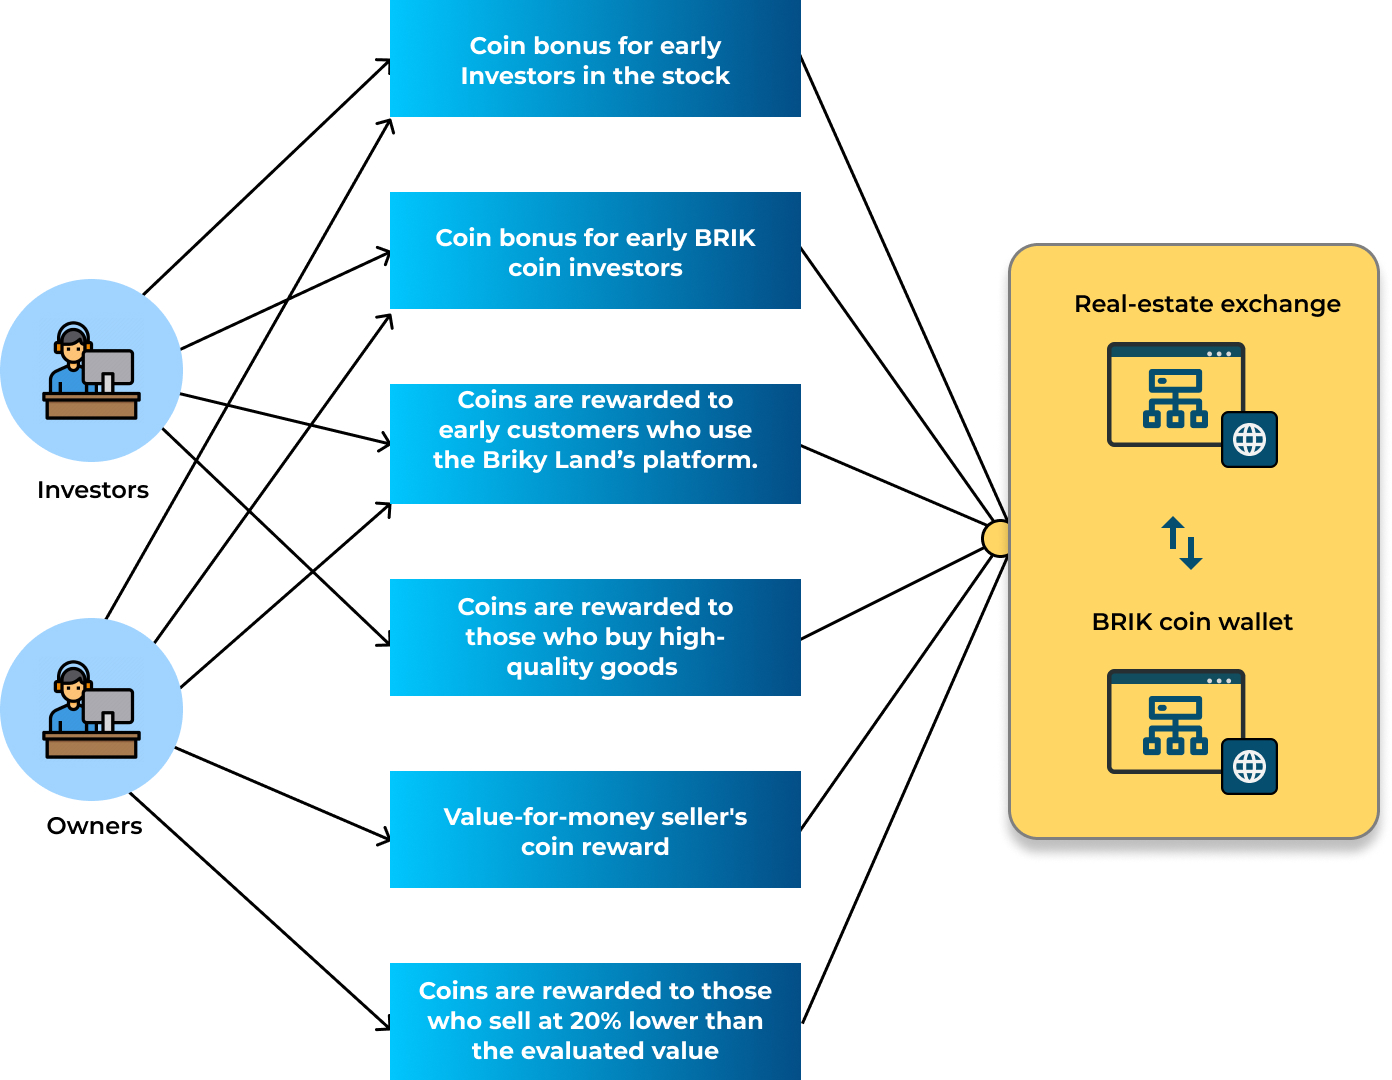 Coin bonus for early
Investors in the stock
Coin bonus for early BRIK
coin investors
Coins are rewarded to
early customers who use
the Briky Land’s platform.
Coins are rewarded to
those who buy high-
quality goods
Value-for-money seller's
coin reward
Coins are rewarded to those
who sell at 20% lower than
the evaluated value
Investors
Owners
Real-estate exchange
BRIK coin wallet